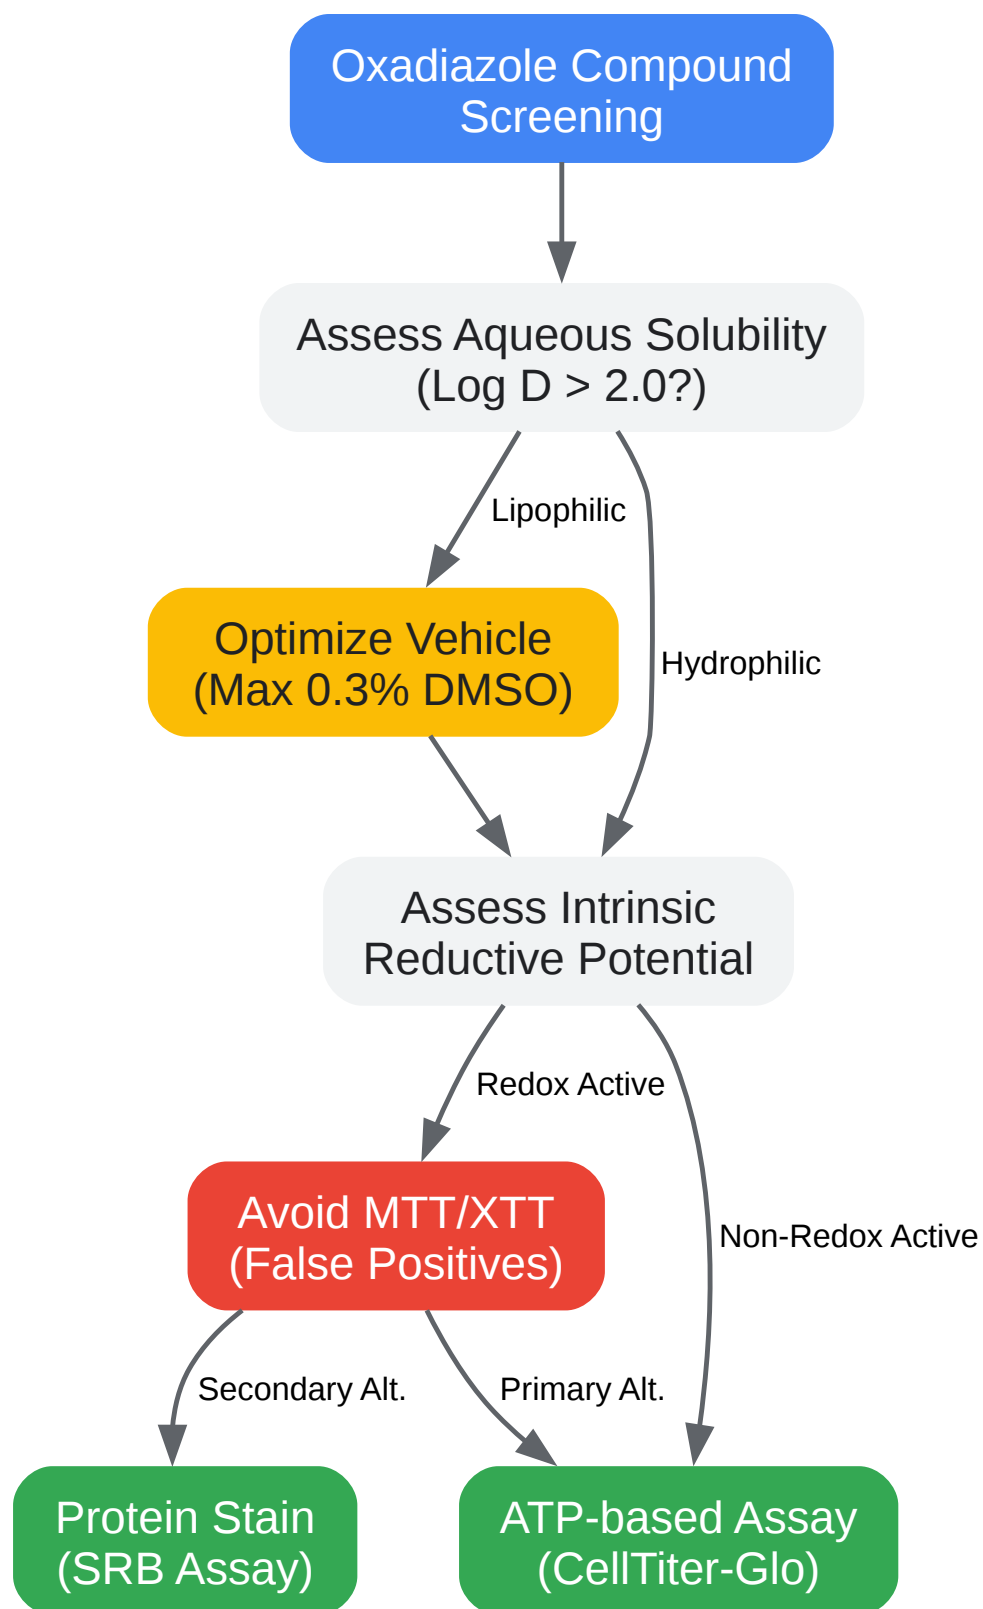 Oxadiazole Compound
Screening
Assess Aqueous Solubility
(Log D > 2.0?)
Lipophilic
Optimize Vehicle
(Max 0.3% DMSO)
Hydrophilic
Assess Intrinsic
Reductive Potential
Redox Active
Avoid MTT/XTT
(False Positives)
Non-Redox Active
Secondary Alt.
Primary Alt.
Protein Stain
(SRB Assay)
ATP-based Assay
(CellTiter-Glo)